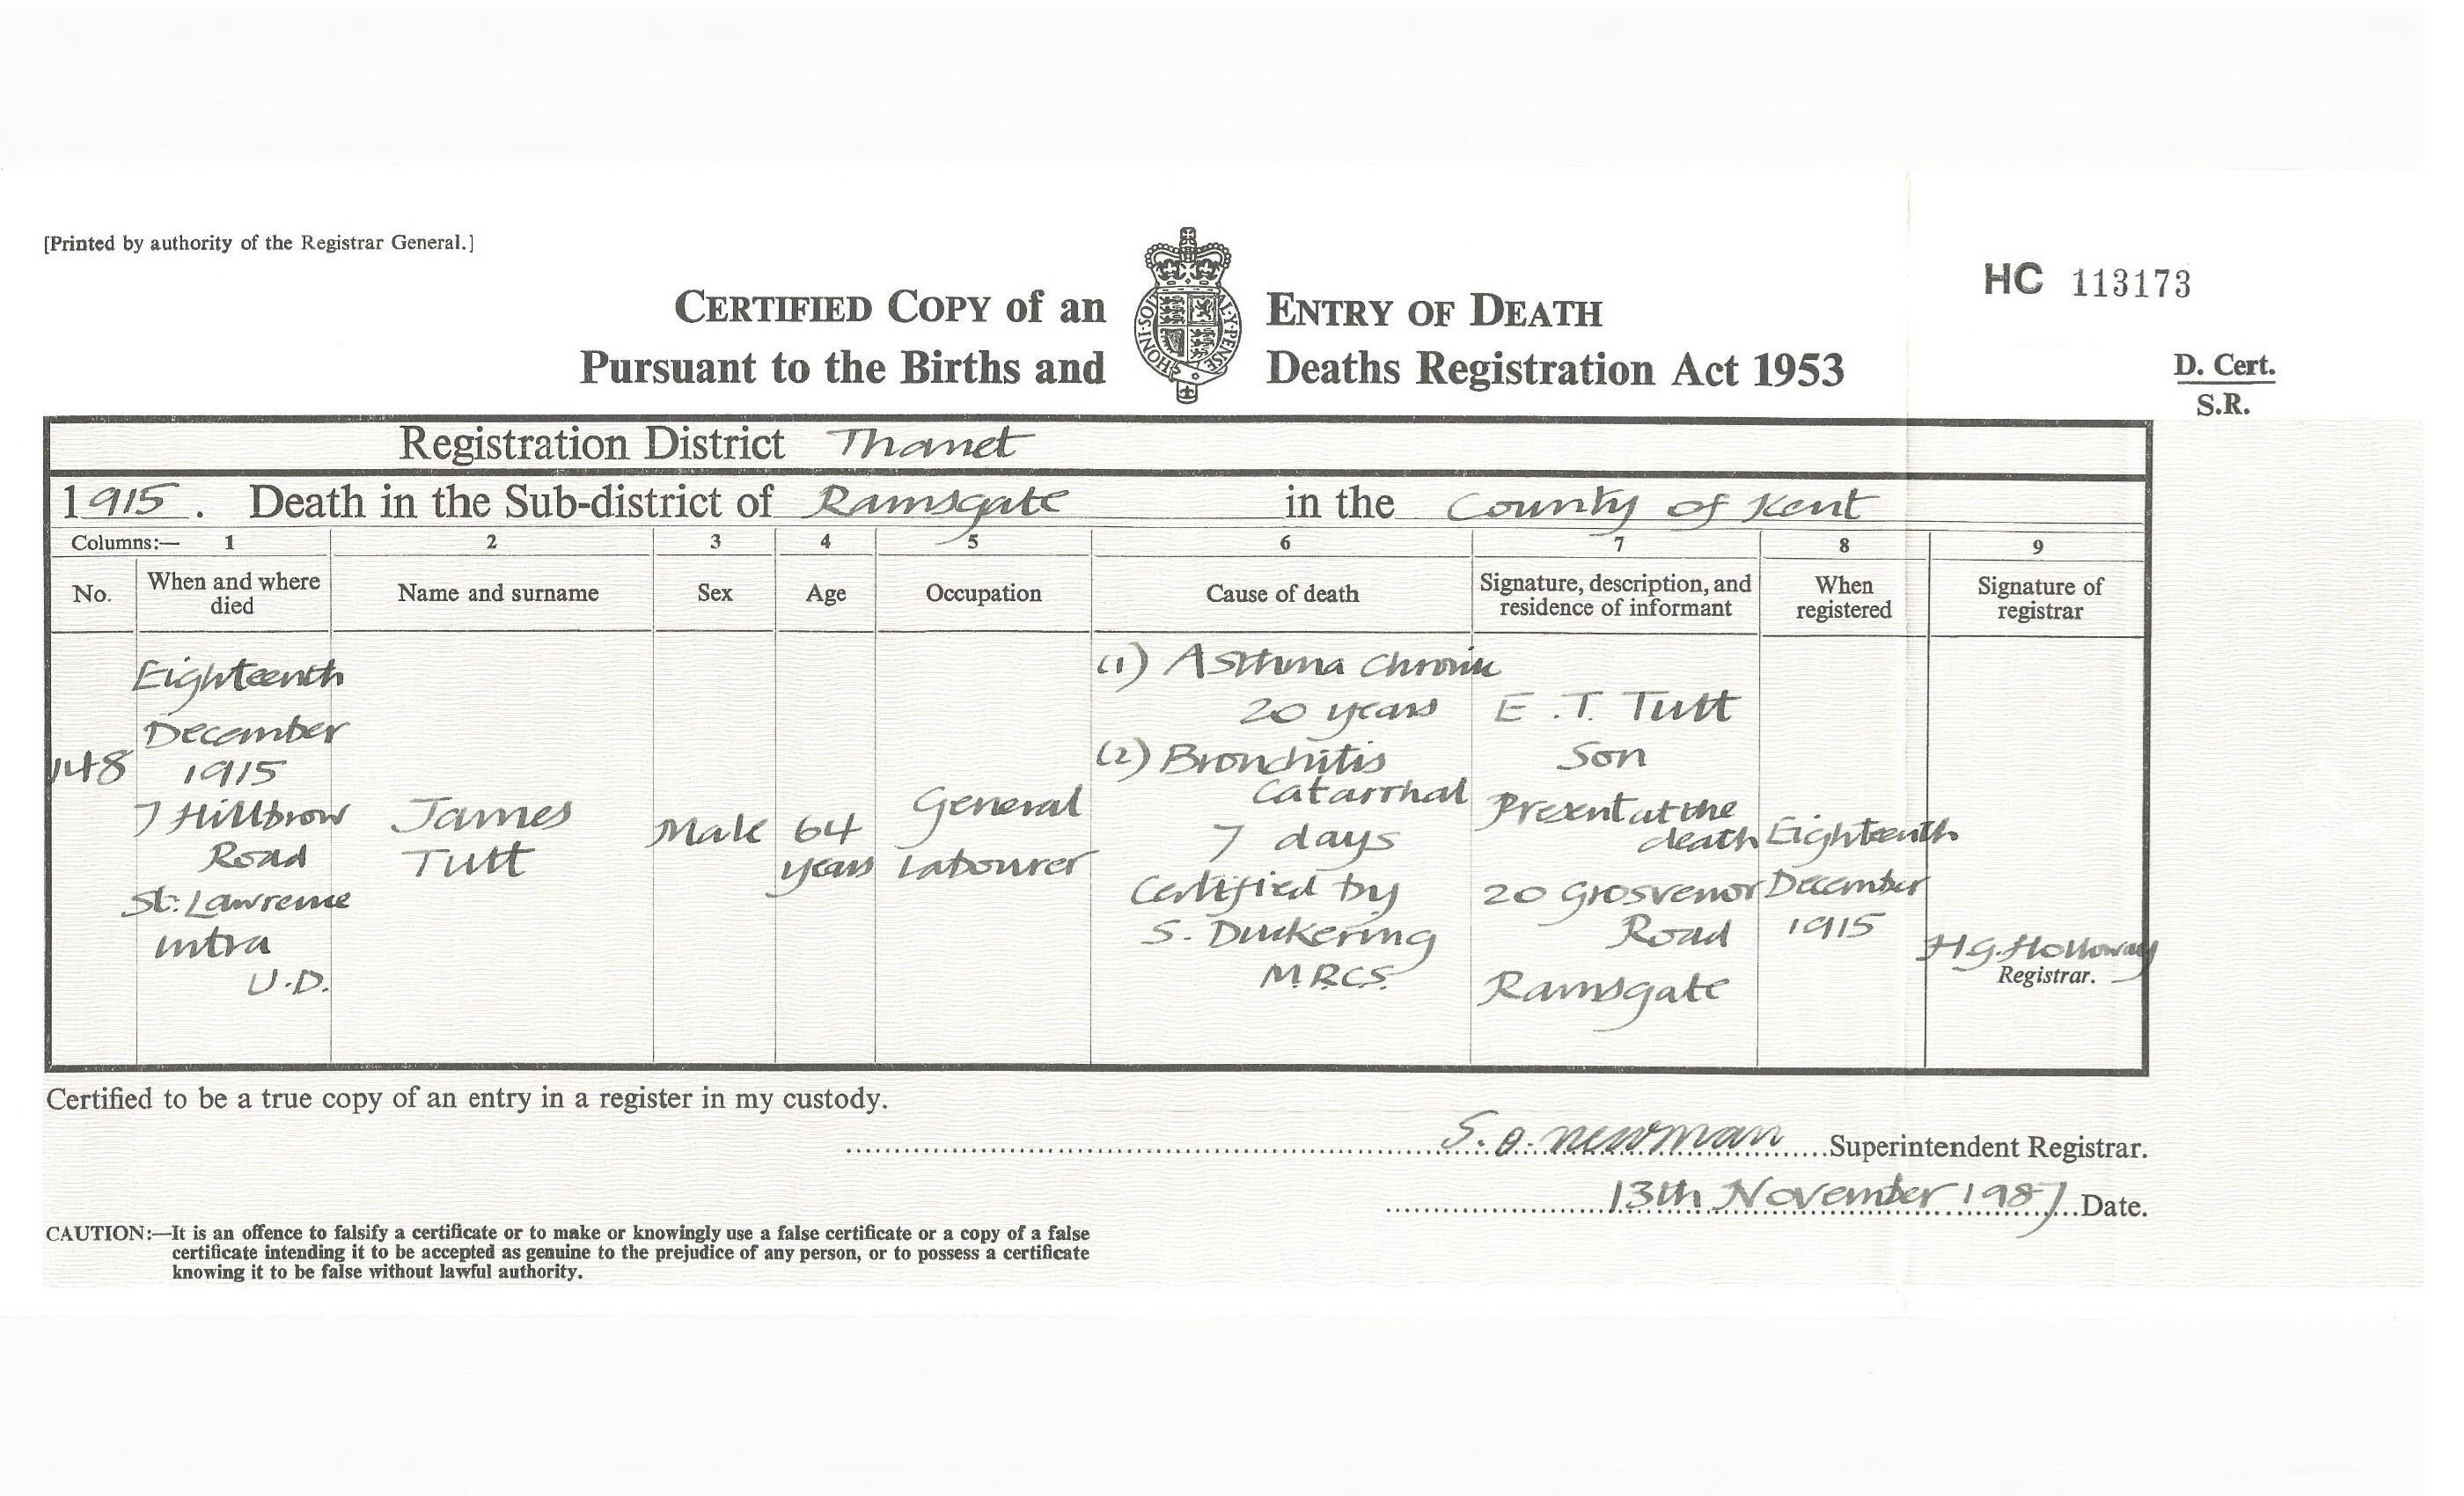 [Printed by authority of the Registrar General.]
HC 113173
CERTIFIED COPY of an ENTRY OF DEATH
Pursuant to the Births and Deaths Registration Act 1953
HONI·SOI ALY·PENSE
D. Cert.
S.R.
Registration District Thanet
1915. Death in the Sub-district of Ramsgate in the County of Kent
Columns:— 1 2 3 4 5 6 7 8 9
No.
When and where
died
Name and surname
Sex
Age
Occupation
Cause of death
Signature, description, and
residence of informant
When
registered
Signature of
registrar
148
Eighteenth
December
1915
7 Hillbrow
Road
St. Lawrence
intra
U.D.
James
Tutt
Male
64
years
General
Labourer
(1) Asthma Chronic
20 years
(2) Bronchitis
Catarrhal
7 days
Certified by
S. Duckering
M.R.C.S.
E. T. Tutt
Son
Present at the
death
20 Grosvenor
Road
Ramsgate
Eighteenth
December
1915
H.G. Holloway
Registrar.
Certified to be a true copy of an entry in a register in my custody.
Newman Superintendent Registrar.
13th November 1987 Date.
CAUTION:—It is an offence to falsify a certificate or to make or knowingly use a false certificate or a copy of a false
certificate intending it to be accepted as genuine to the prejudice of any person, or to possess a certificate
knowing it to be false without lawful authority.